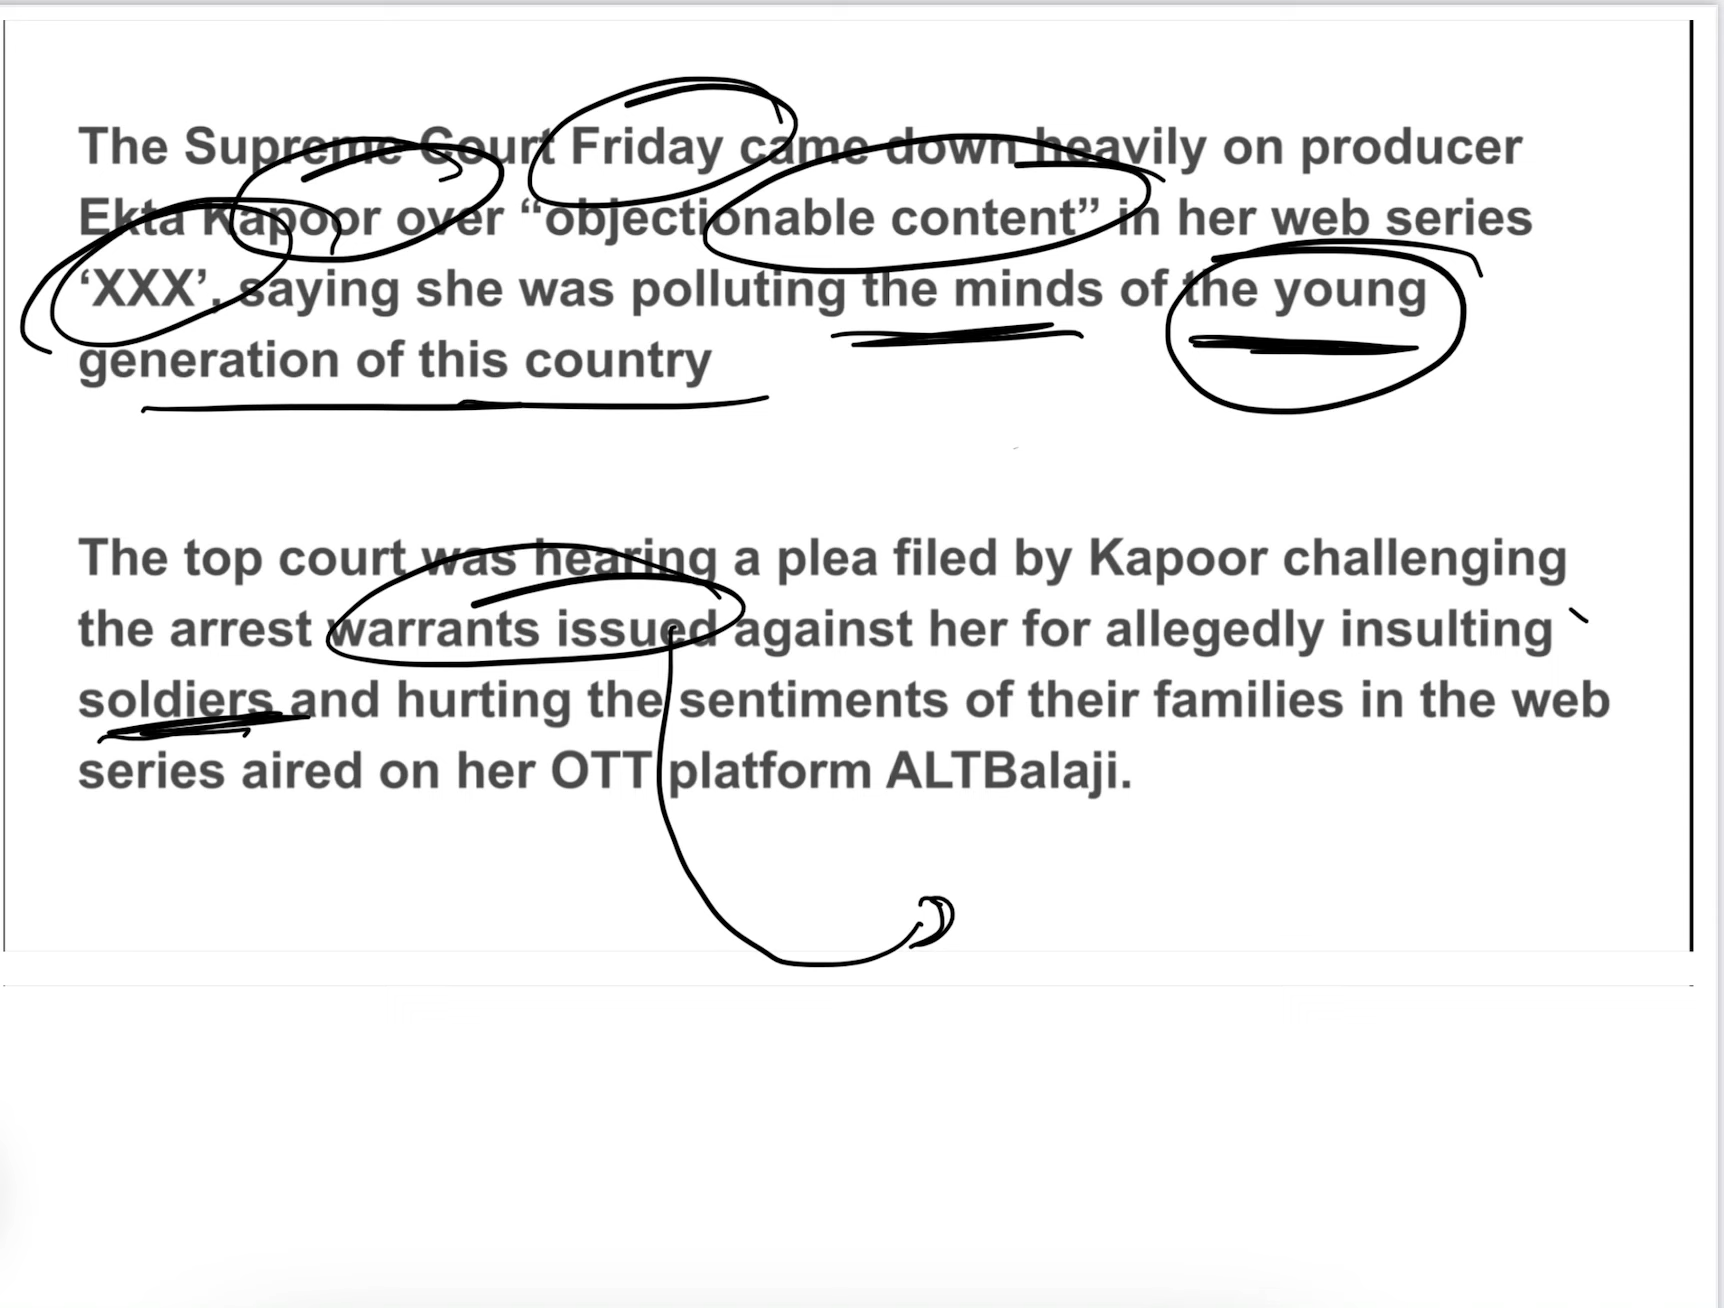 The Supreme Court Friday came down heavily on producer
Ekta Kapoor over “objectionable content” in her web series
‘XXX’, saying she was polluting the minds of the young
generation of this country
The top court was hearing a plea filed by Kapoor challenging
the arrest warrants issued against her for allegedly insulting
soldiers and hurting the sentiments of their families in the web
series aired on her OTT platform ALTBalaji.